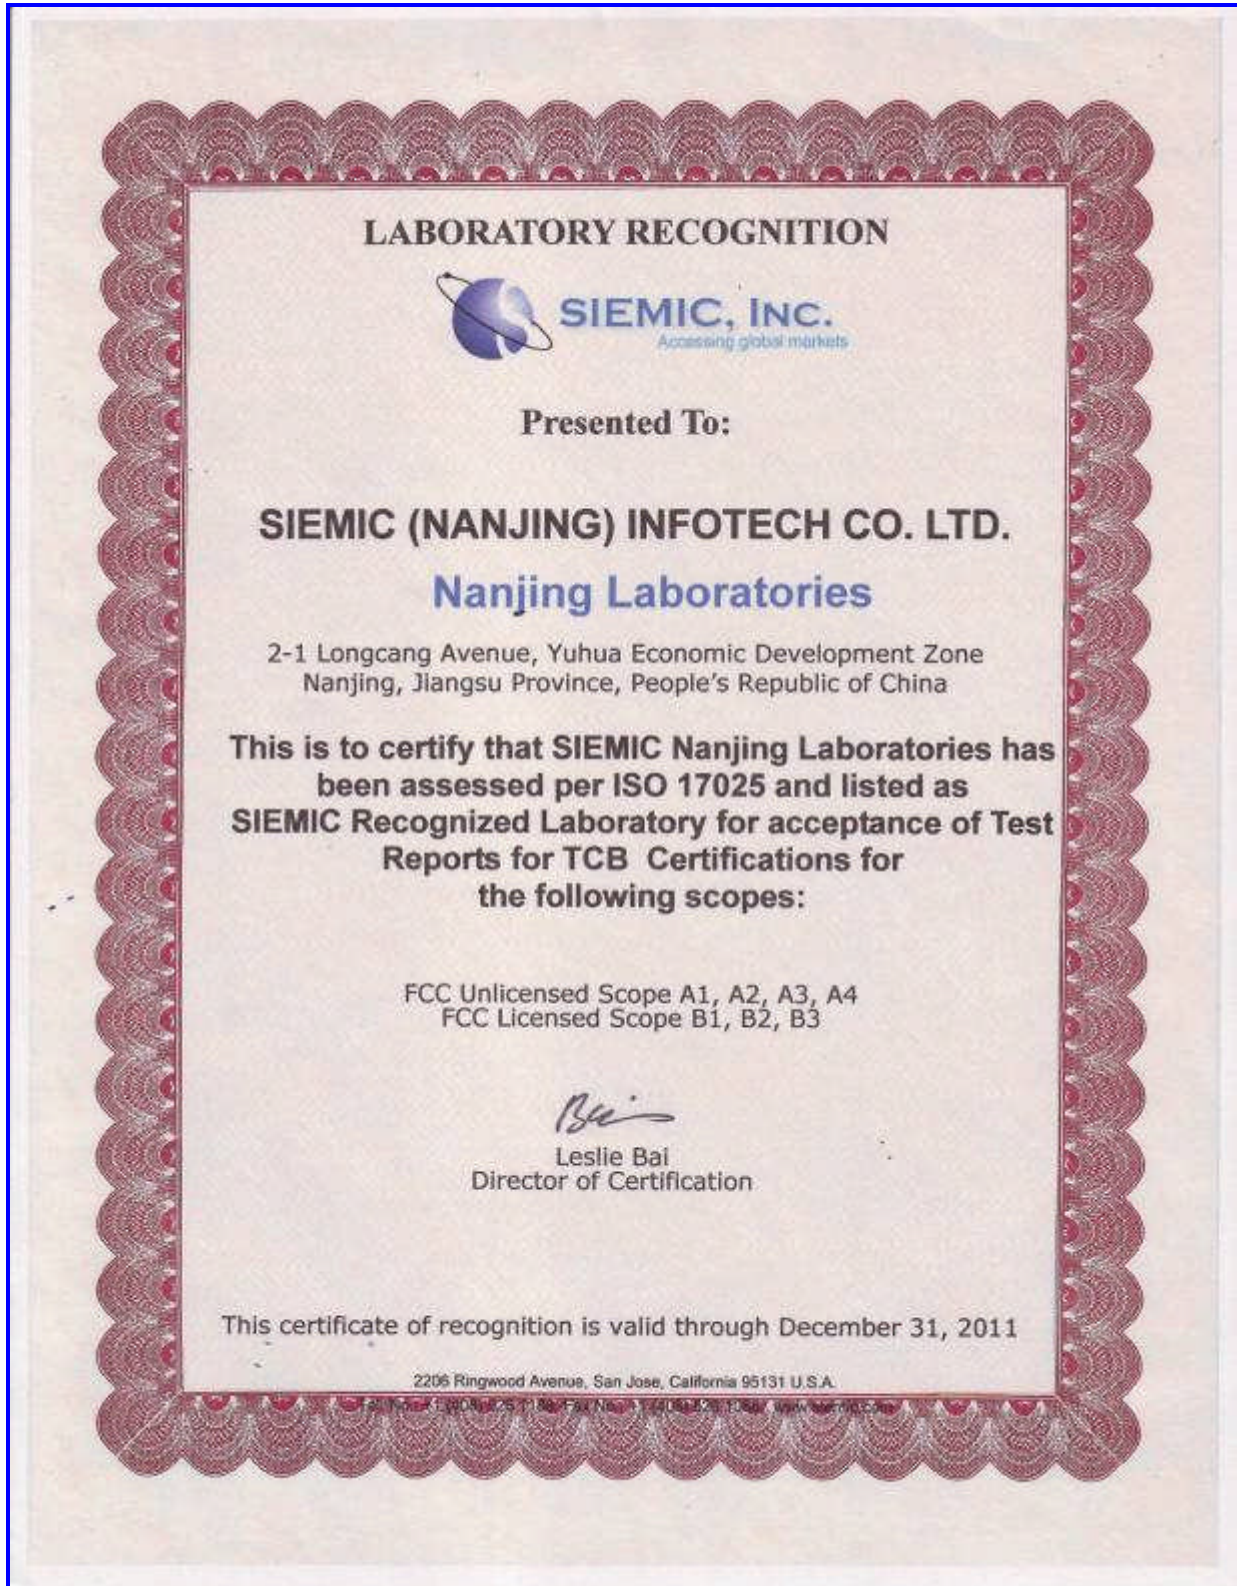 LABORATORY RECOGNITION
SIEMIC, INC.
Accessing global markets
Presented To:
SIEMIC (NANJING) INFOTECH CO. LTD.
Nanjing Laboratories
2-1 Longcang Avenue, Yuhua Economic Development Zone
Nanjing, Jiangsu Province, People's Republic of China
This is to certify that SIEMIC Nanjing Laboratories has
been assessed per ISO 17025 and listed as
SIEMIC Recognized Laboratory for acceptance of Test
Reports for TCB Certifications for
the following scopes:
FCC Unlicensed Scope A1, A2, A3, A4
FCC Licensed Scope B1, B2, B3
Leslie Bai
Director of Certification
This certificate of recognition is valid through December 31, 2011
2206 Ringwood Avenue, San Jose, California 95131 U.S.A.